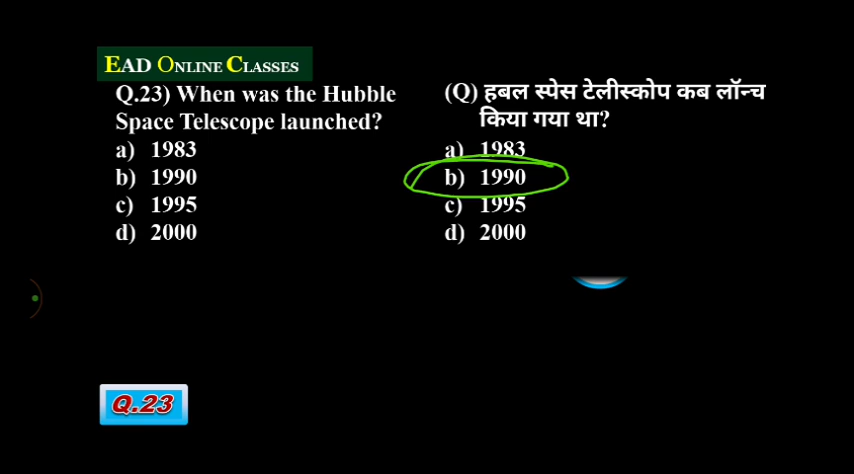 EAD ONLINE CLASSES
Q.23) When was the Hubble
Space Telescope launched?
a) 1983
b) 1990
c) 1995
d) 2000
(Q) हबल स्पेस टेलीस्कोप कब लॉन्च
किया गया था?
a) 1983
b) 1990
c) 1995
d) 2000
Q.23